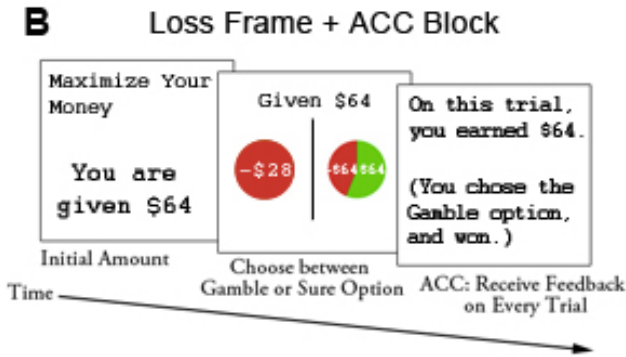 B
Loss Frame + ACC Block
Maximize Your
Money
You are
given $64
Given $64
-$28
-$64
$64
On this trial,
you earned $64.
(You chose the
Gamble option,
and won.)
Initial Amount
Choose between
Gamble or Sure Option
ACC: Receive Feedback
on Every Trial
Time